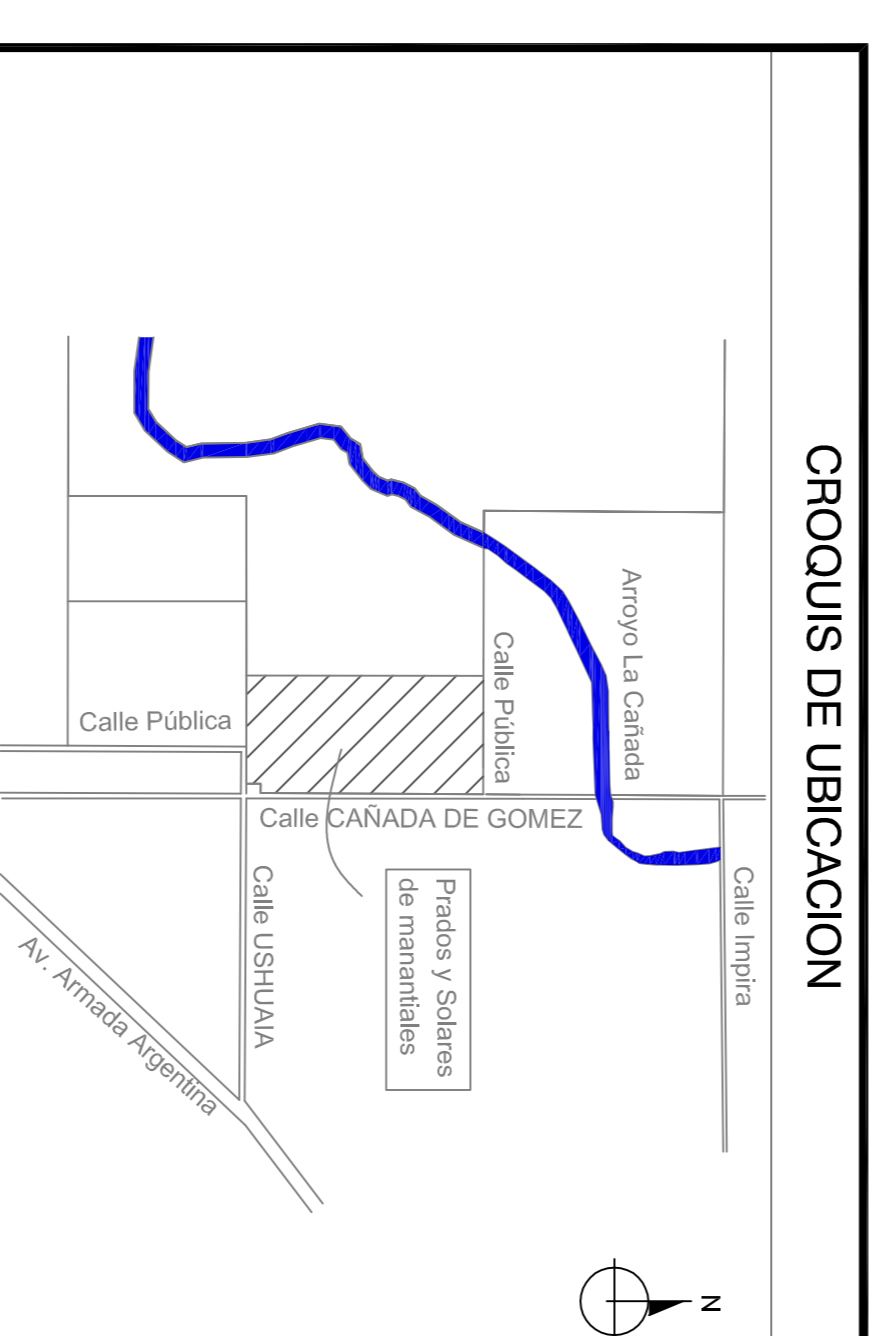 CROQUIS DE UBICACION
Calle Impira
Arroyo La Cañada
Calle Pública
Prados y Solares
de manantiales
Calle CAÑADA DE GOMEZ
Calle USHUAIA
Calle Pública
Av. Armada Argentina
N